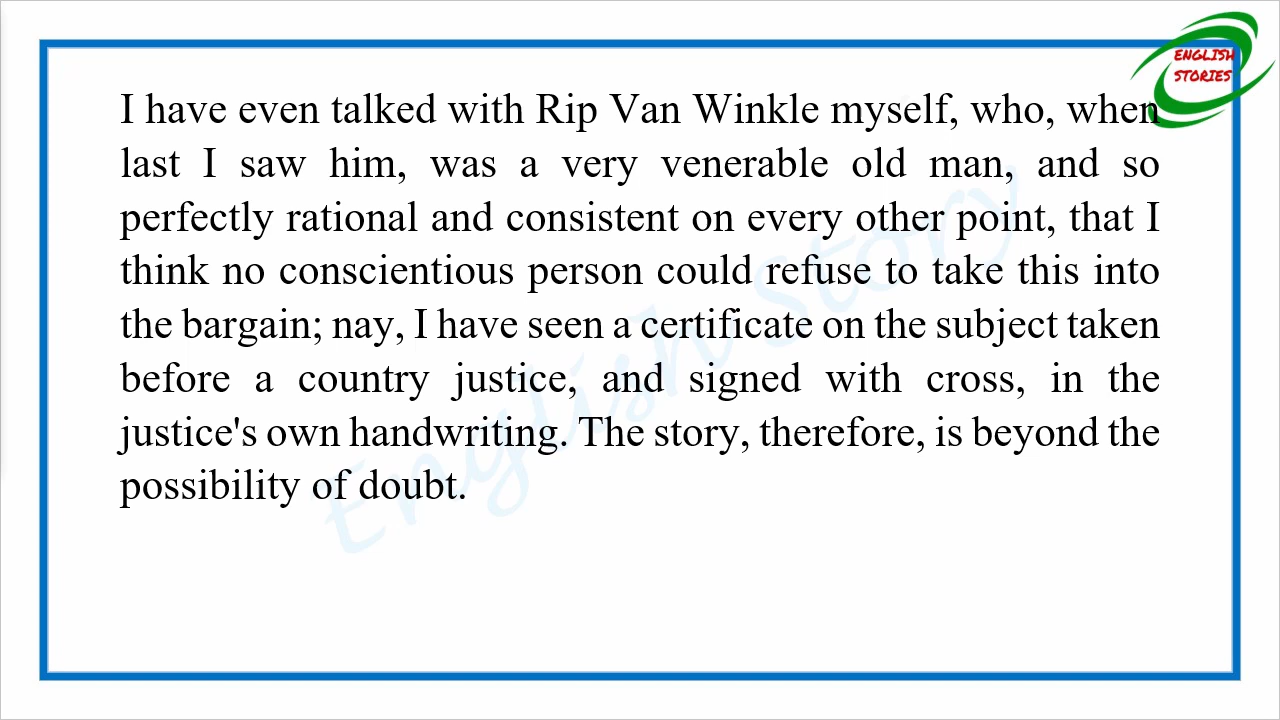 ENGLISH
STORIES
I have even talked with Rip Van Winkle myself, who, when
last I saw him, was a very venerable old man, and so
perfectly rational and consistent on every other point, that I
think no conscientious person could refuse to take this into
the bargain; nay, I have seen a certificate on the subject taken
before a country justice, and signed with cross, in the
justice's own handwriting. The story, therefore, is beyond the
possibility of doubt.
English Story